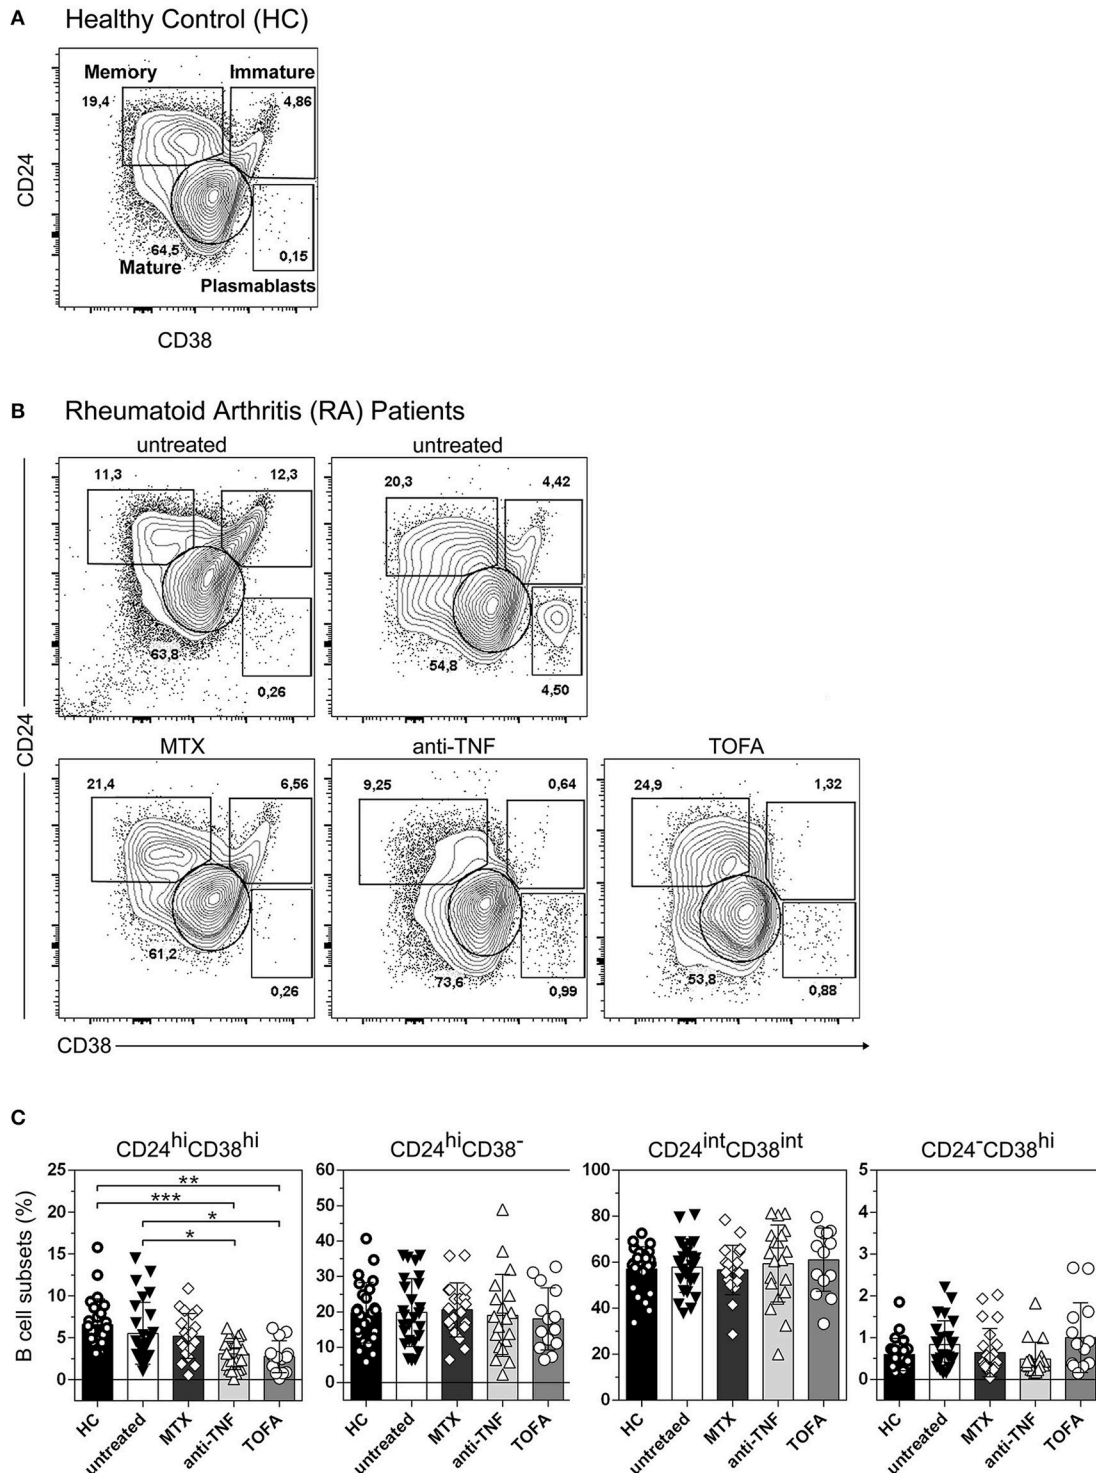 A Healthy Control (HC)
Memory Immature
19,4 4,86
CD24
64,5
Mature 0,15
Plasmablasts
CD38
B Rheumatoid Arthritis (RA) Patients
untreated untreated
11,3 12,3 20,3 4,42
63,8 54,8
0,26 4,50
CD24
MTX anti-TNF TOFA
21,4 6,56 9,25 0,64 24,9 1,32
61,2 73,6 53,8
0,26 0,99 0,88
CD38
C
CD24hiCD38hi CD24hiCD38- CD24intCD38int CD24-CD38hi
B cell subsets (%)
25 20 15 10 5 0
** *** * *
60 50 40 30 20 10 0
100 80 60 40 20 0
5 4 3 2 1 0
HC untreated MTX anti-TNF TOFA
HC untreated MTX anti-TNF TOFA
HC untretaed MTX anti-TNF TOFA
HC untreated MTX anti-TNF TOFA